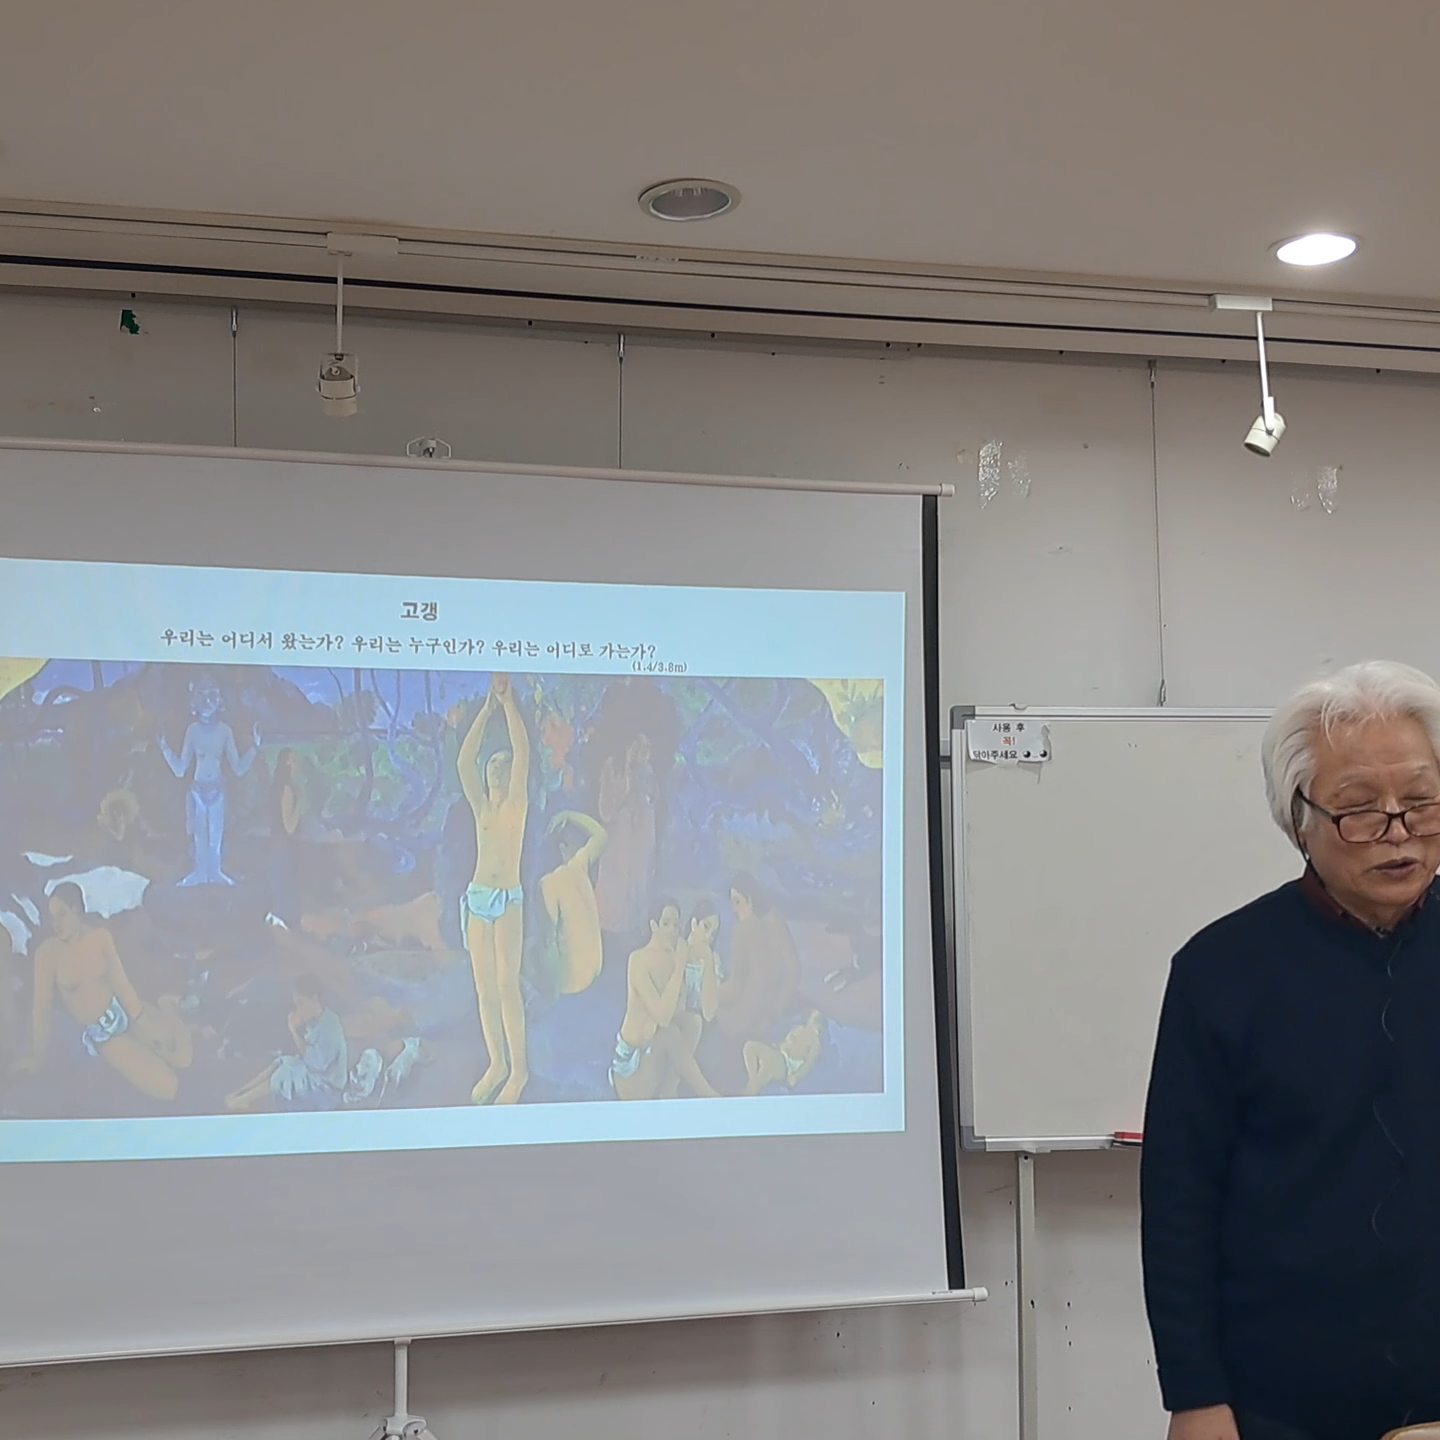 고갱
우리는 어디서 왔는가? 우리는 누구인가? 우리는 어디로 가는가?
(1.4/3.8m)
사용 후
꼭!
닫아주세요